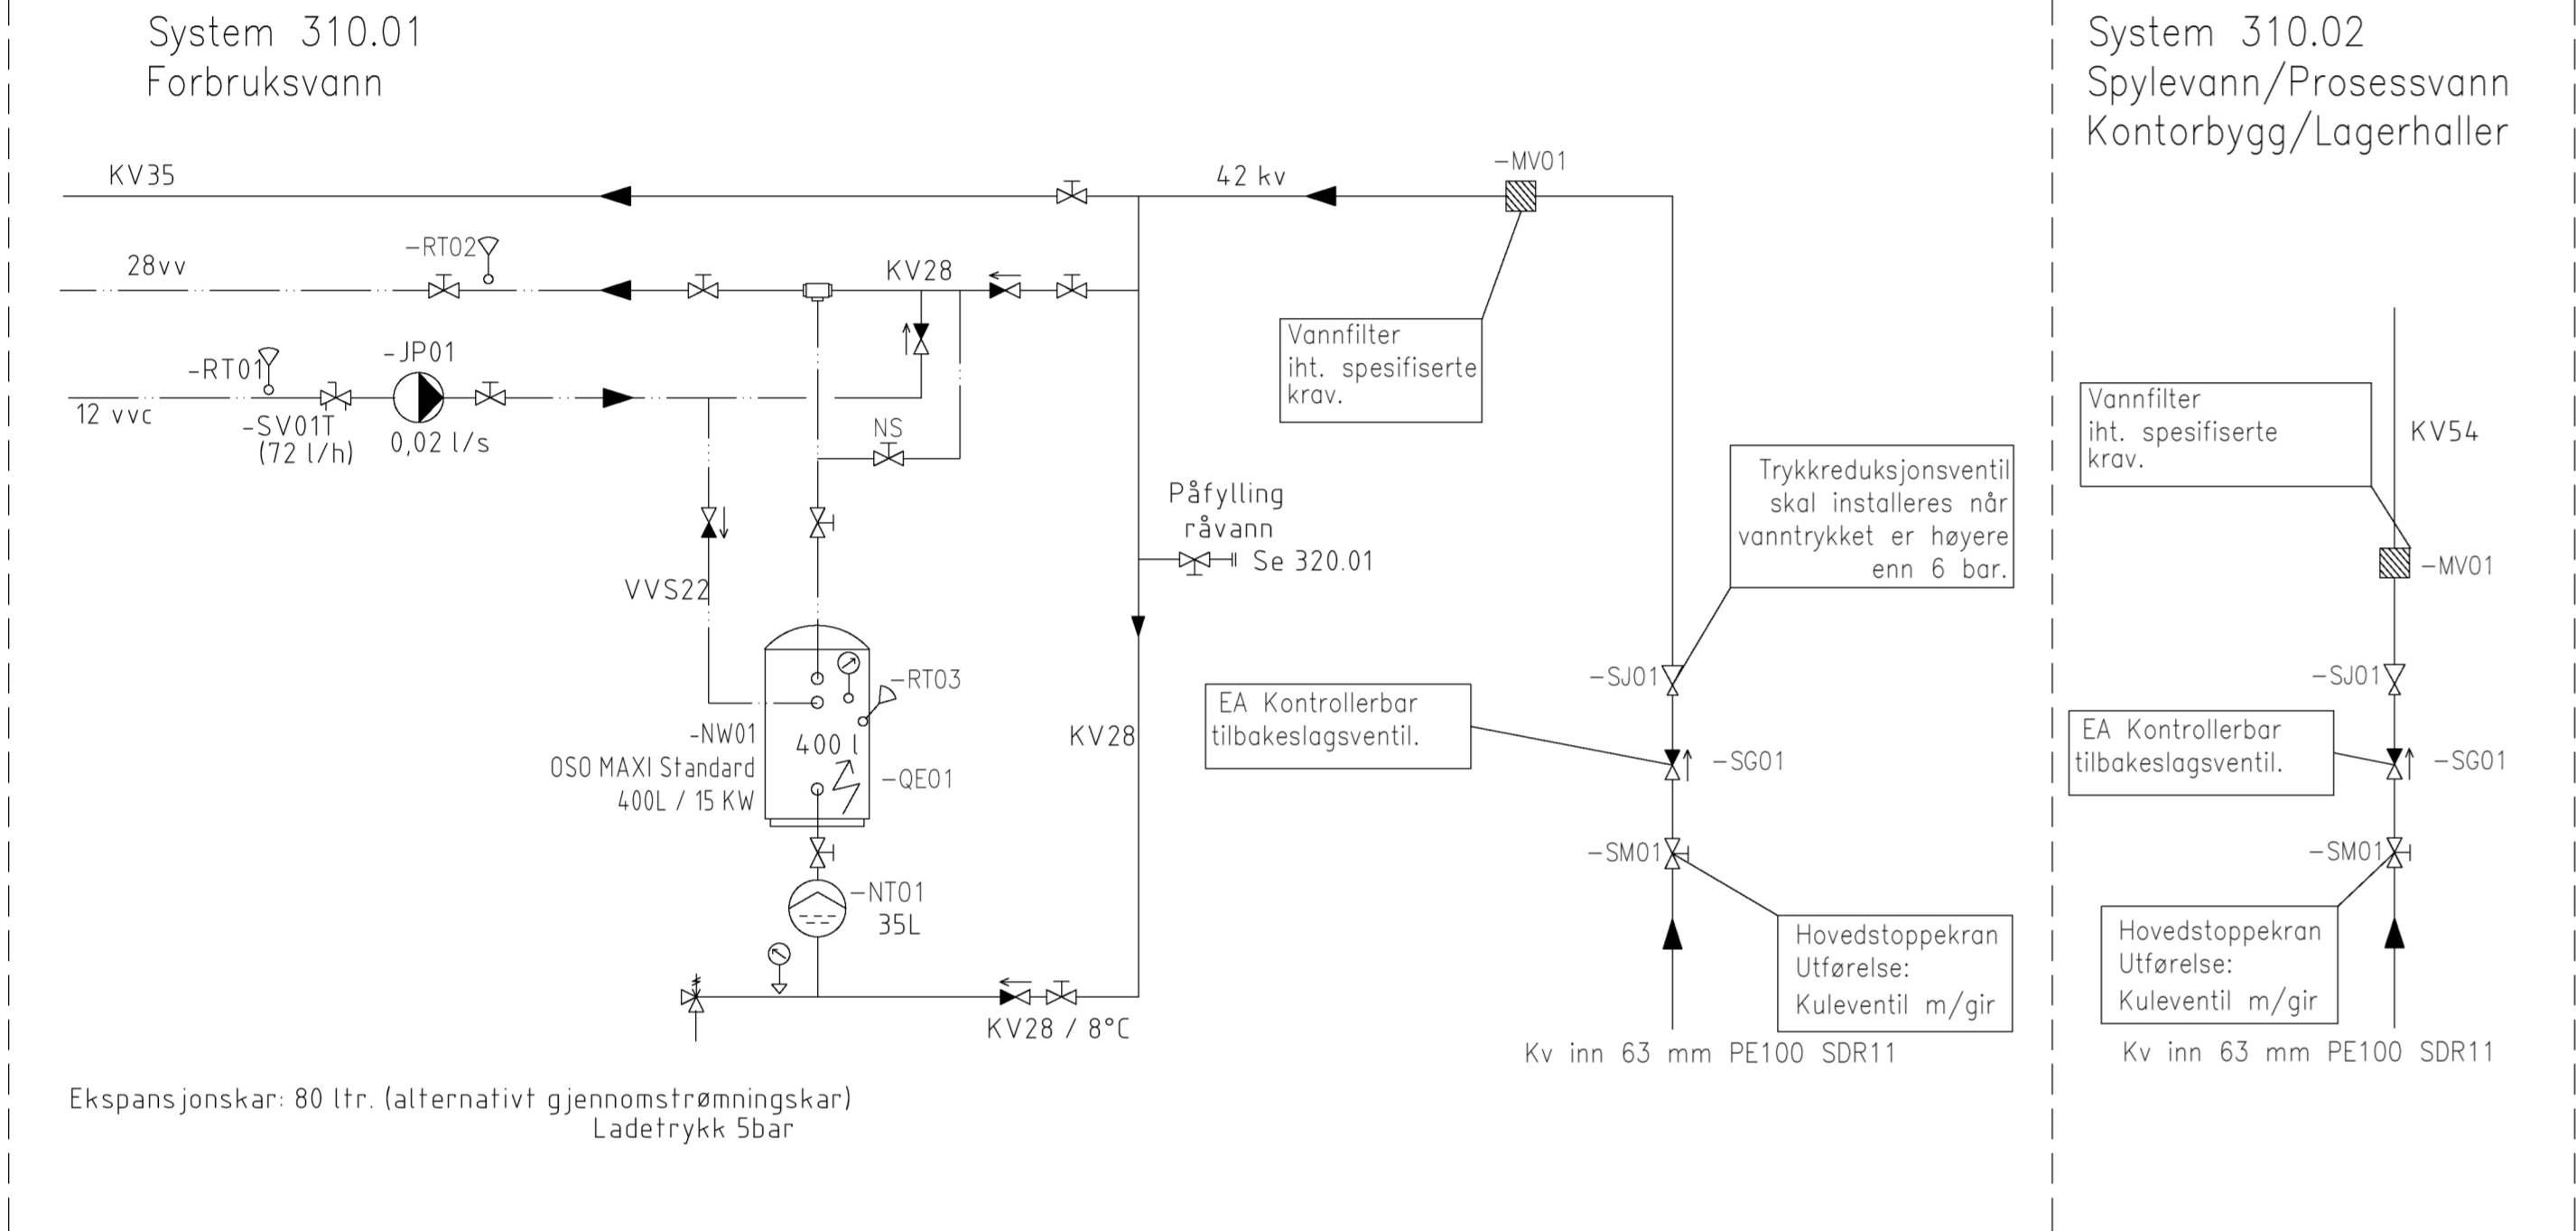 System 310.01
Forbruksvann
System 310.02
Spylevann/Prosessvann
Kontorbygg/Lagerhaller
KV35
42 kv
-MV01
28vv
-RT02
KV28
-RT01
-JP01
12 vvc
-SV01T
(72 l/h)
0,02 l/s
NS
Vannfilter
iht. spesifiserte
krav.
Påfylling
råvann
Se 320.01
Trykkreduksjonsventil
skal installeres når
vanntrykket er høyere
enn 6 bar.
VVS22
-RT03
-NW01
400 l
OSO MAXI Standard
400L / 15 KW
-QE01
KV28
-NT01
35L
KV28 / 8°C
EA Kontrollerbar
tilbakeslagsventil.
-SJ01
-SG01
-SM01
Hovedstoppekran
Utførelse:
Kuleventil m/gir
Kv inn 63 mm PE100 SDR11
Ekspansjonskar: 80 ltr. (alternativt gjennomstrømningskar)
Ladetrykk 5bar
Vannfilter
iht. spesifiserte
krav.
KV54
-MV01
-SJ01
EA Kontrollerbar
tilbakeslagsventil.
-SG01
-SM01
Hovedstoppekran
Utførelse:
Kuleventil m/gir
Kv inn 63 mm PE100 SDR11